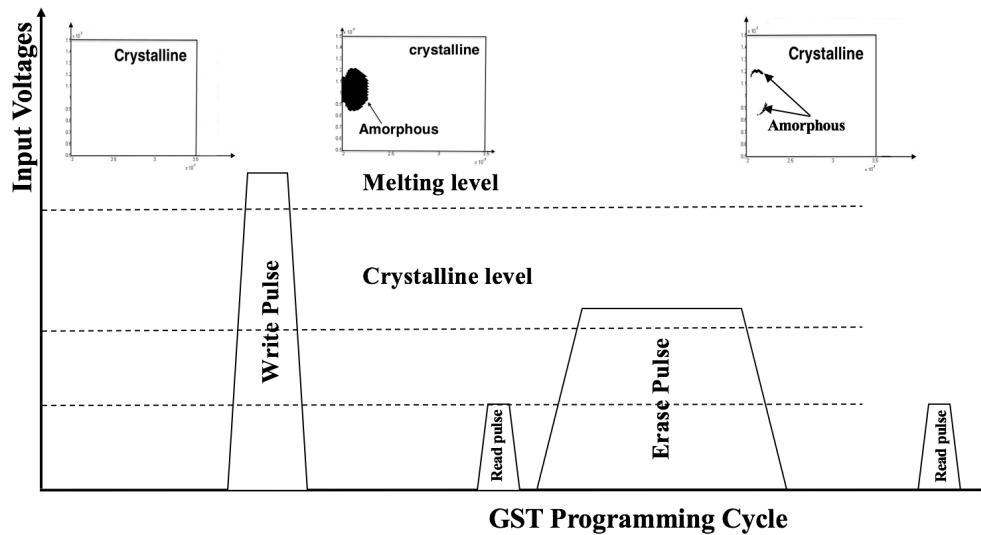 Input Voltages
Crystalline
crystalline
Amorphous
Crystalline
Amorphous
Melting level
Crystalline level
Write Pulse
Read pulse
Erase Pulse
Read pulse
GST Programming Cycle